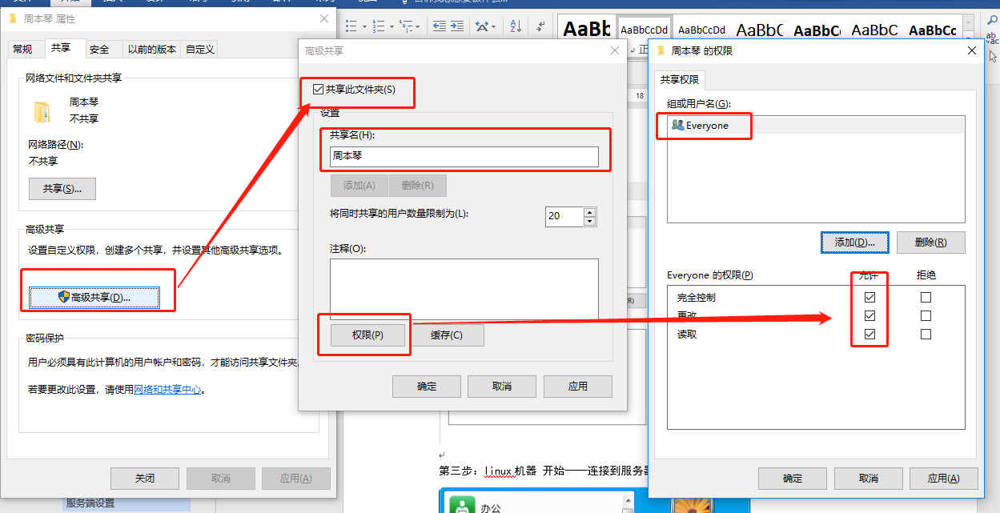 周本琴 属性
常规
共享
安全
以前的版本
自定义
网络文件和文件夹共享
周本琴
不共享
网络路径(N):
不共享
共享(S)...
高级共享
设置自定义权限，创建多个共享，并设置其他高级共享选项。
高级共享(D)...
密码保护
用户必须具有此计算机的用户帐户和密码，才能访问共享文件夹
若要更改此设置，请使用网络和共享中心。
关闭
取消
应用(A)
服务端设置
高级共享
共享此文件夹(S)
设置
共享名(H):
周本琴
添加(A)
删除(R)
将同时共享的用户数量限制为(L):
20
注释(O):
权限(P)
缓存(C)
确定
取消
应用
AaBb
AaBbCcDd
AaBbCcDd
AaBbC
AaBbC
AaBbC
AaBbCc
正
18
周本琴 的权限
共享权限
组或用户名(G):
Everyone
添加(D)...
删除(R)
Everyone 的权限(P)
允许
拒绝
完全控制
更改
读取
确定
取消
应用(A)
第三步：linux 机器 开始——连接到服务器
办公